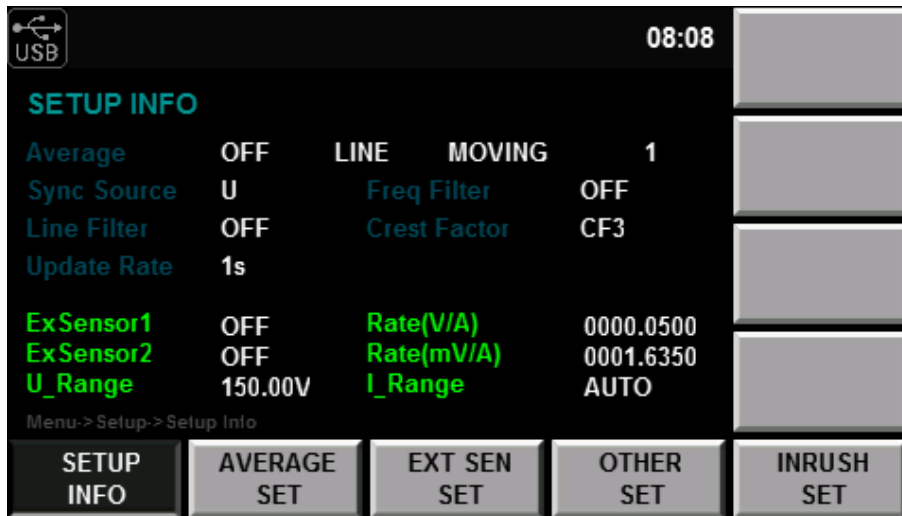 USB 08:08
SETUP INFO
Average OFF LINE MOVING 1
Sync Source U Freq Filter OFF
Line Filter OFF Crest Factor CF3
Update Rate 1s
ExSensor1 OFF Rate(V/A) 0000.0500
ExSensor2 OFF Rate(mV/A) 0001.6350
U_Range 150.00V I_Range AUTO
Menu->Setup->Setup Info
SETUP INFO AVERAGE SET EXT SEN SET OTHER SET INRUSH SET